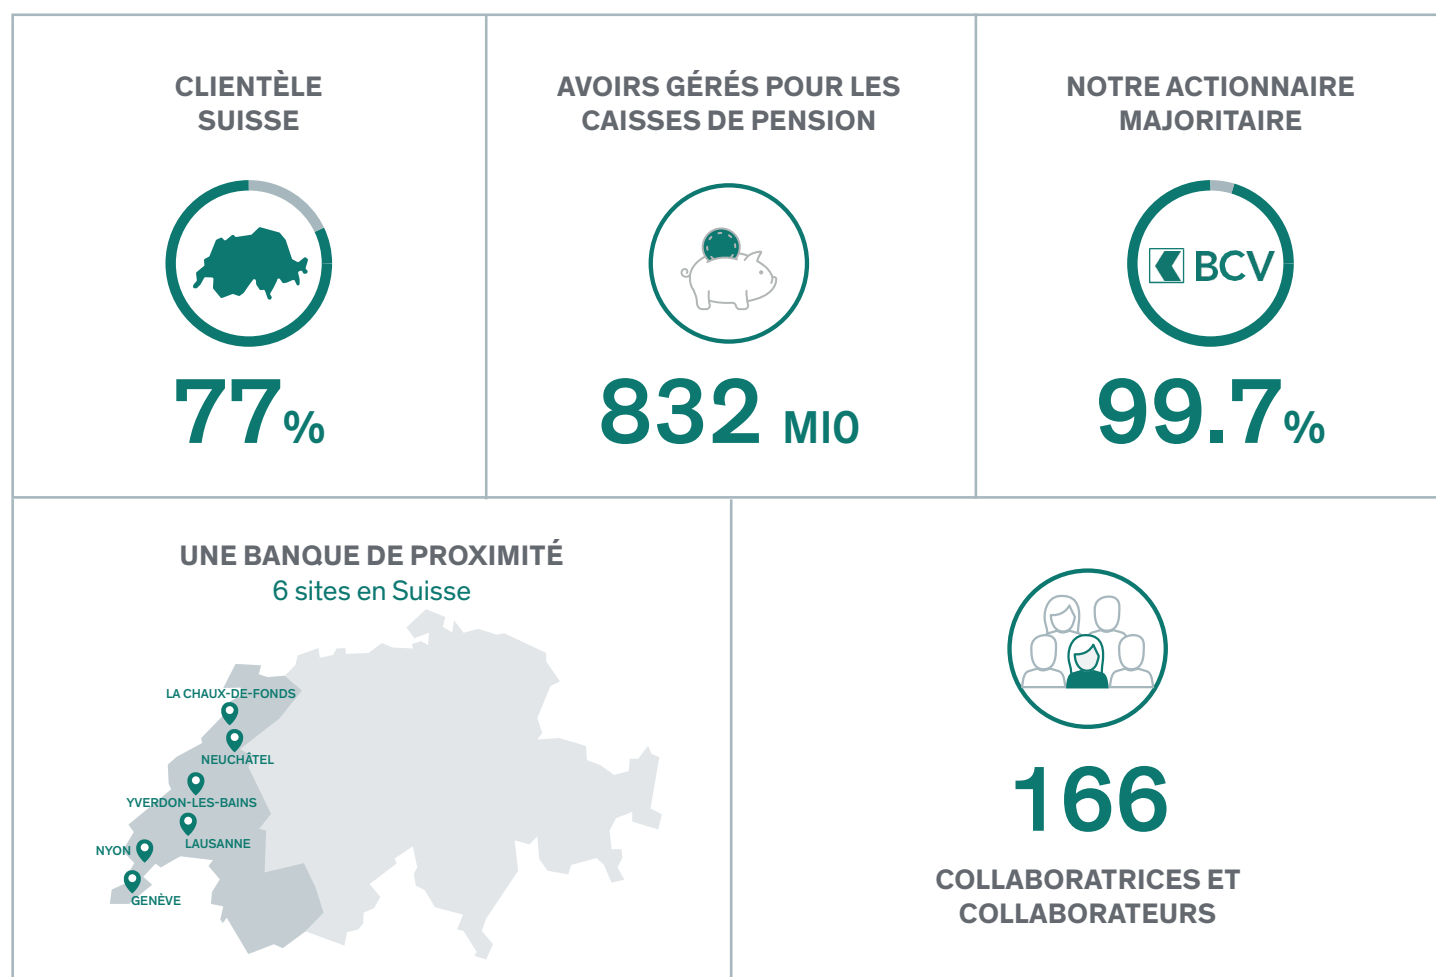 CLIENTÈLE
SUISSE
77%
AVOIRS GÉRÉS POUR LES
CAISSES DE PENSION
832 MIO
NOTRE ACTIONNAIRE
MAJORITAIRE
BCV
99.7%
UNE BANQUE DE PROXIMITÉ
6 sites en Suisse
LA CHAUX-DE-FONDS
NEUCHÂTEL
YVERDON-LES-BAINS
LAUSANNE
NYON
GENÈVE
166
COLLABORATRICES ET
COLLABORATEURS